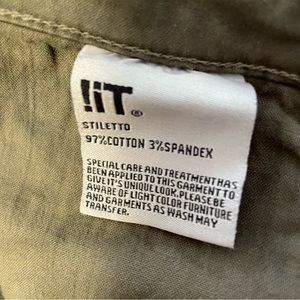 !iT®
STILETTO
97%COTTON 3%SPANDEX
SPECIAL CARE AND TREATMENT HAS
BEEN APPLIED TO THIS GARMENT TO
GIVE IT'S UNIQUE LOOK. PLEASE BE
AWARE OF LIGHT COLOR FURNITURE
AND GARMENTS AS WASH MAY
TRANSFER.